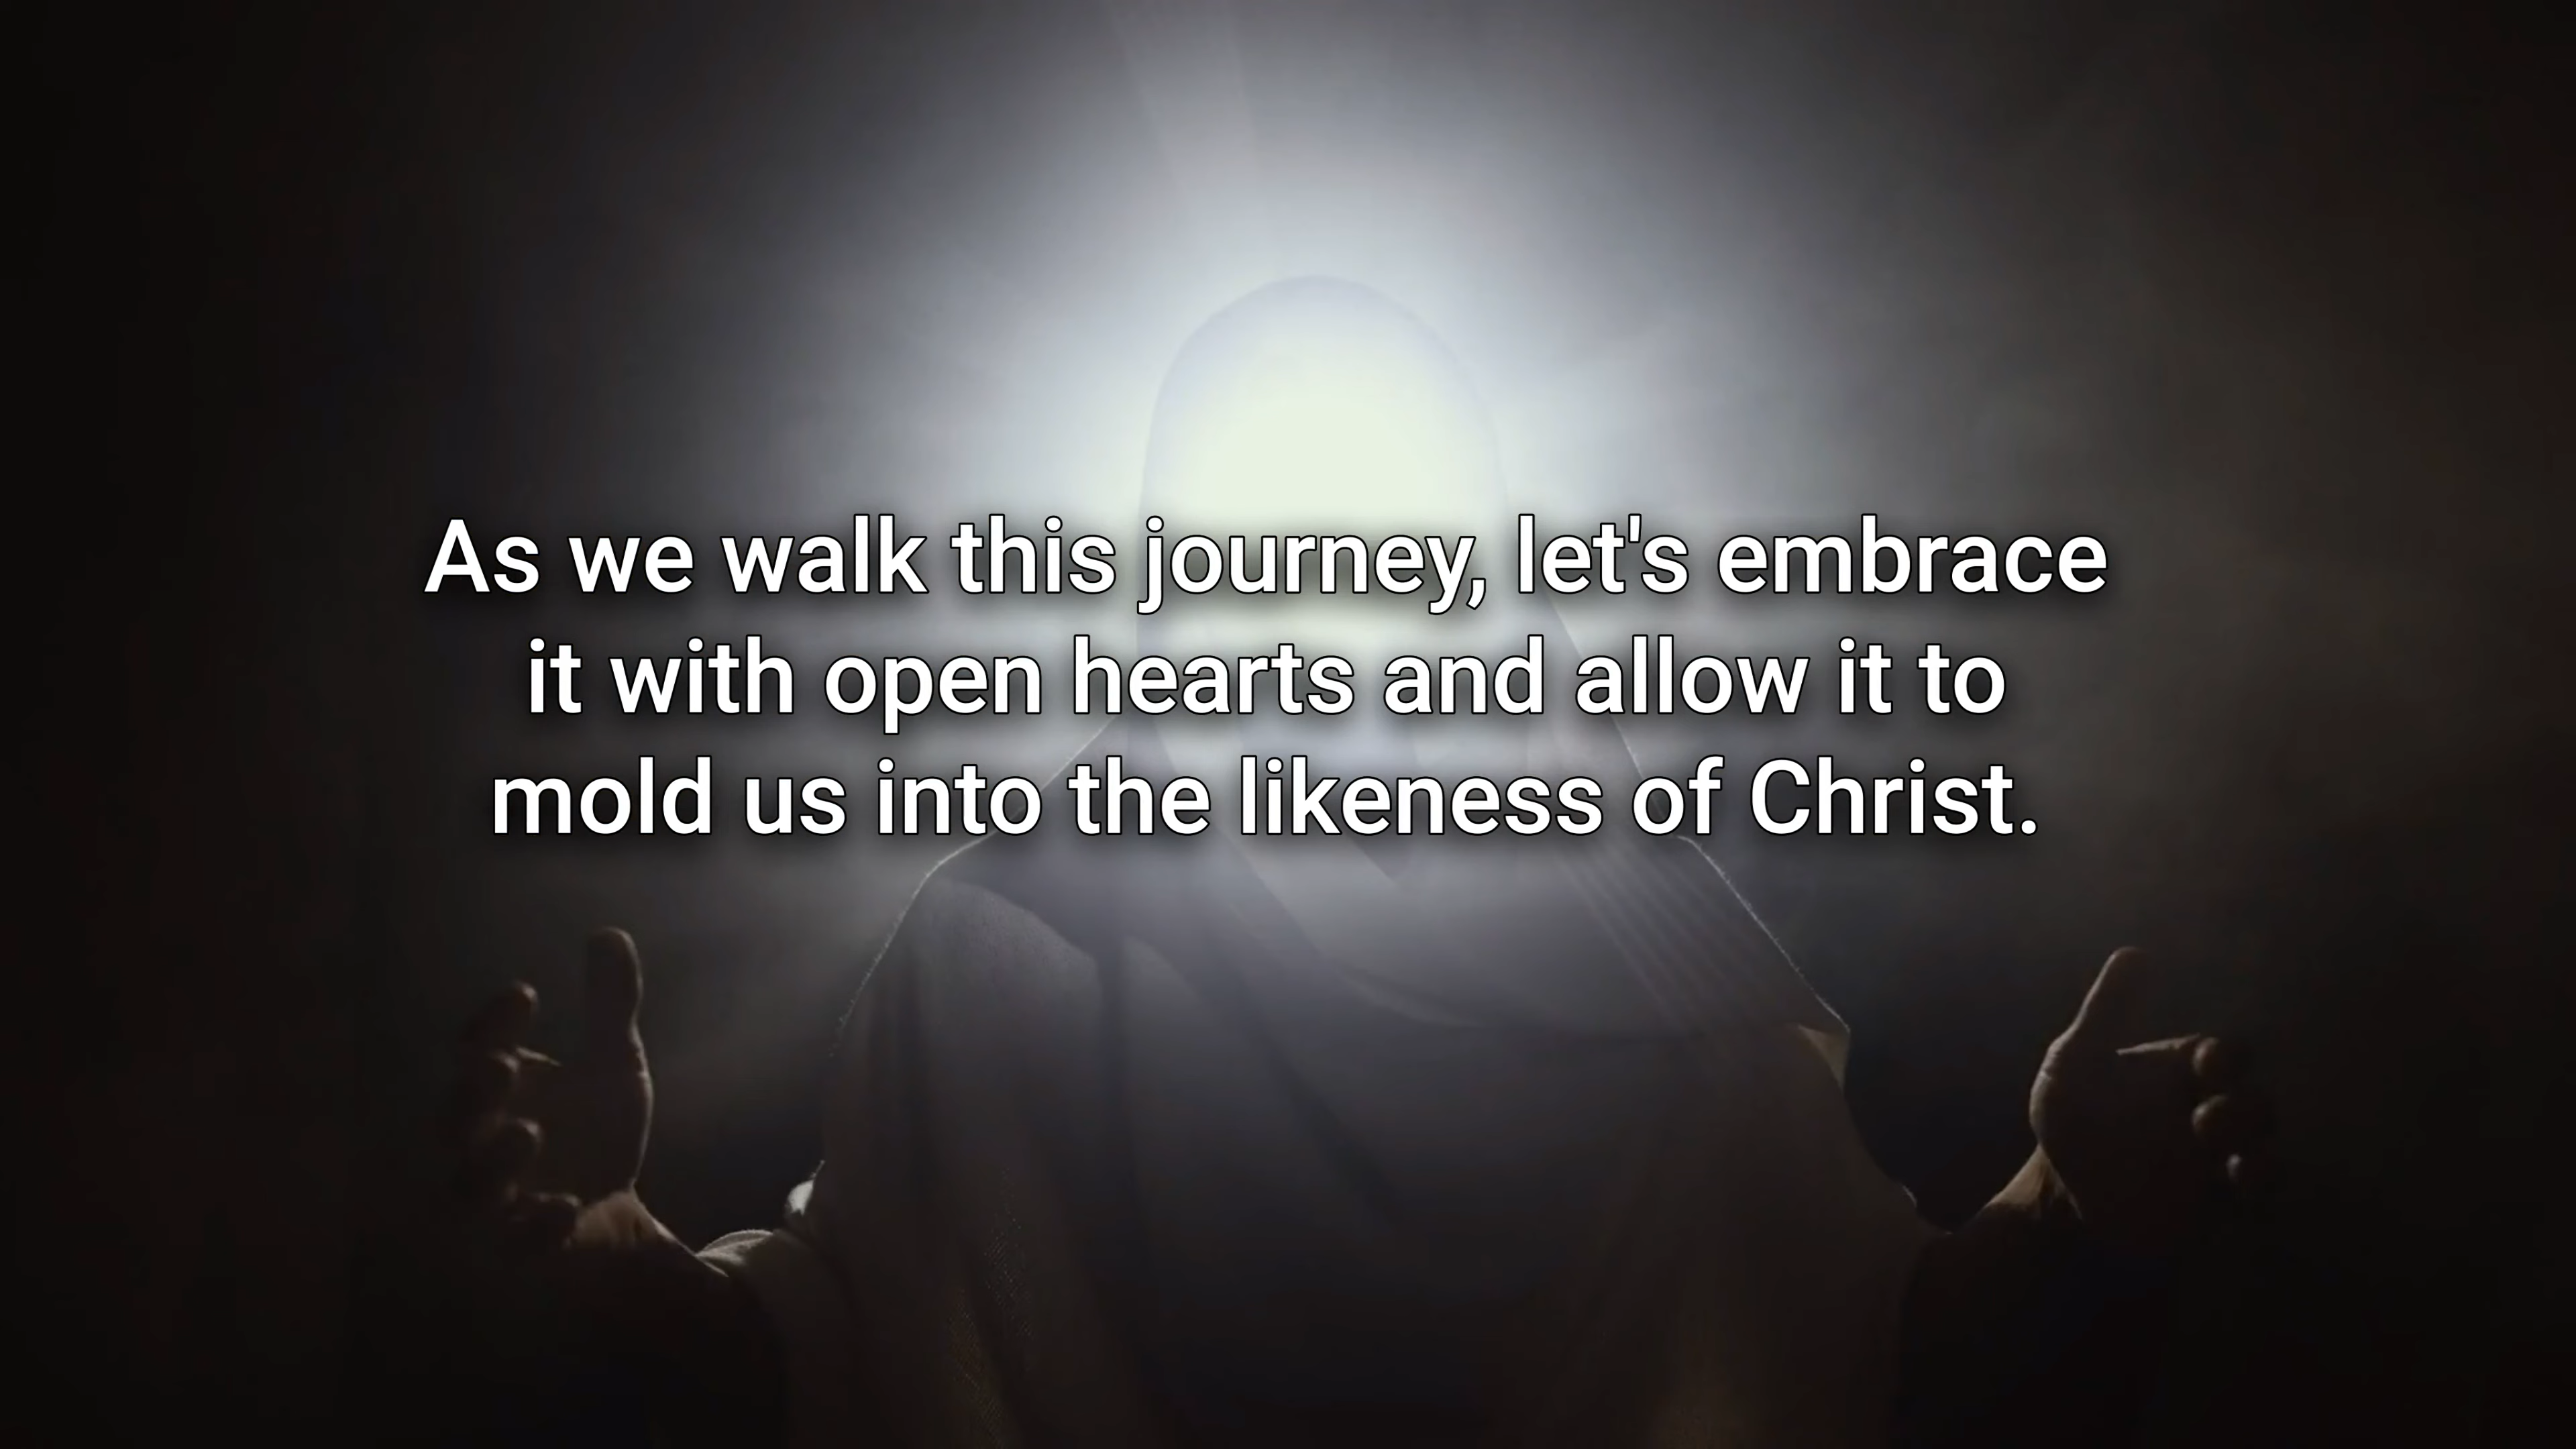 As we walk this journey, let's embrace
it with open hearts and allow it to
mold us into the likeness of Christ.